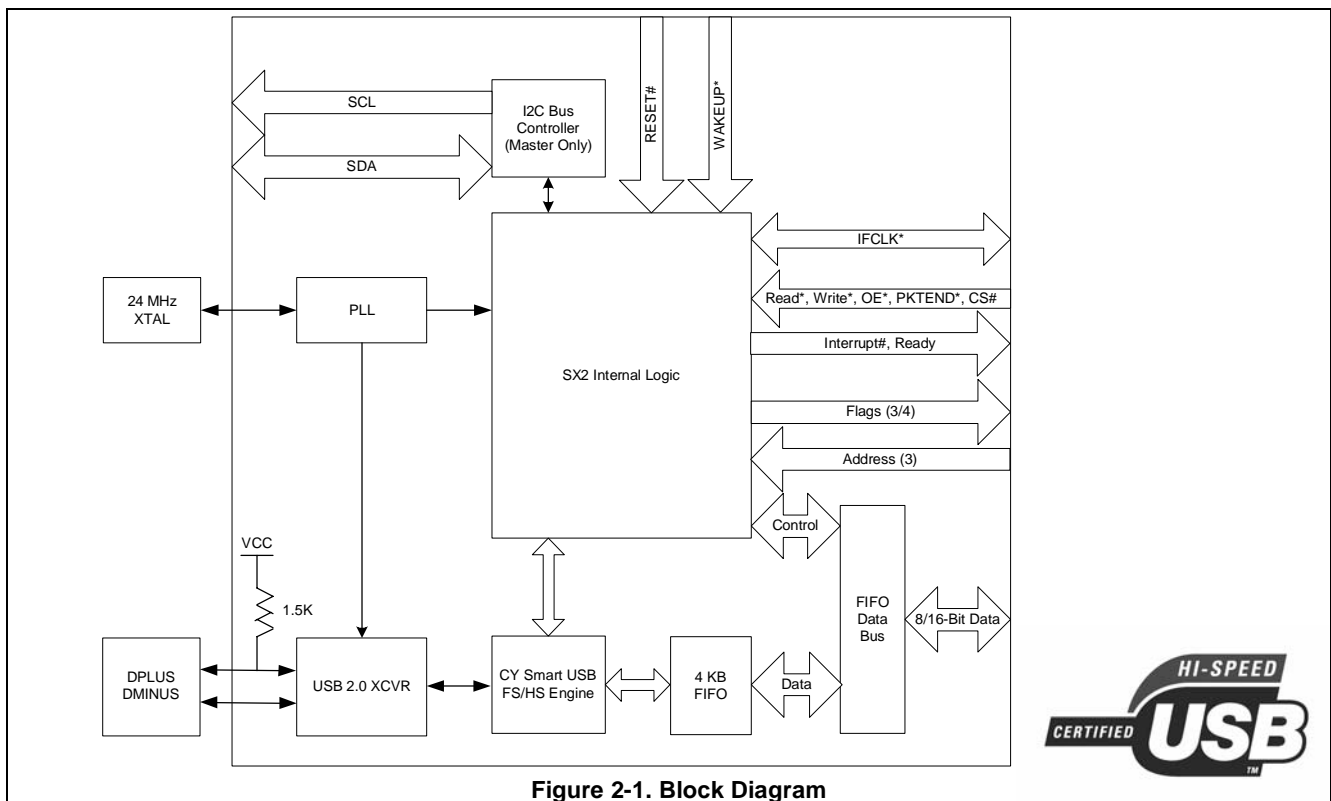 SCL
SDA
I2C Bus
Controller
(Master Only)
RESET#
WAKEUP*
IFCLK*
Read*, Write*, OE*, PKTEND*, CS#
Interrupt#, Ready
Flags (3/4)
Address (3)
24 MHz
XTAL
PLL
SX2 Internal Logic
Control
VCC
1.5K
FIFO
Data
Bus
8/16-Bit Data
DPLUS
DMINUS
USB 2.0 XCVR
CY Smart USB
FS/HS Engine
4 KB
FIFO
Data
HI-SPEED
CERTIFIED
USB
TM
Figure 2-1. Block Diagram